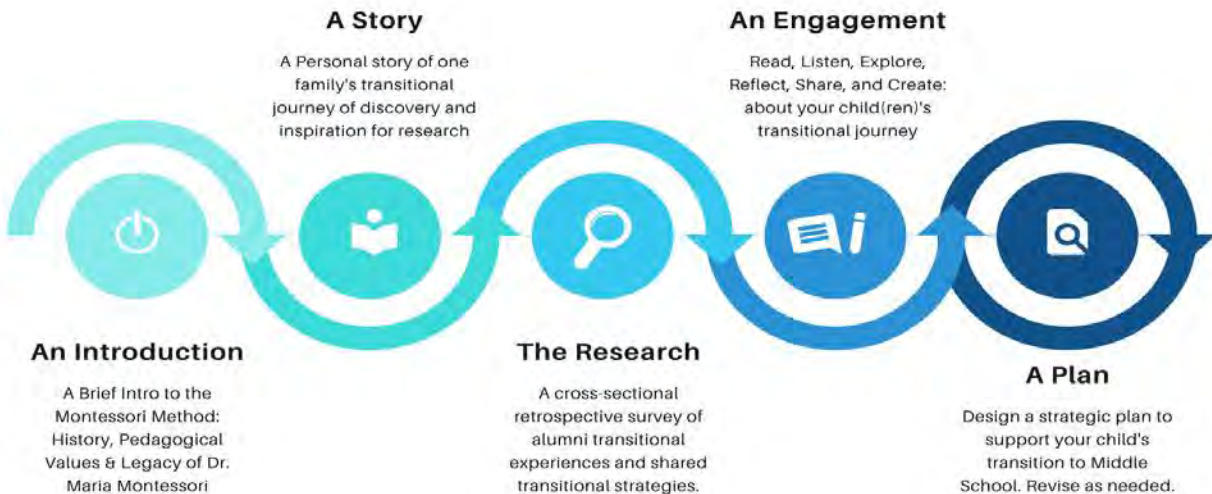 A Story
A Personal story of one
family's transitional
journey of discovery and
inspiration for research
An Engagement
Read, Listen, Explore,
Reflect, Share, and Create:
about your child(ren)'s
transitional journey
An Introduction
A Brief Intro to the
Montessori Method:
History, Pedagogical
Values & Legacy of Dr.
Maria Montessori
The Research
A cross-sectional
retrospective survey of
alumni transitional
experiences and shared
transitional strategies.
A Plan
Design a strategic plan to
support your child's
transition to Middle
School. Revise as needed.